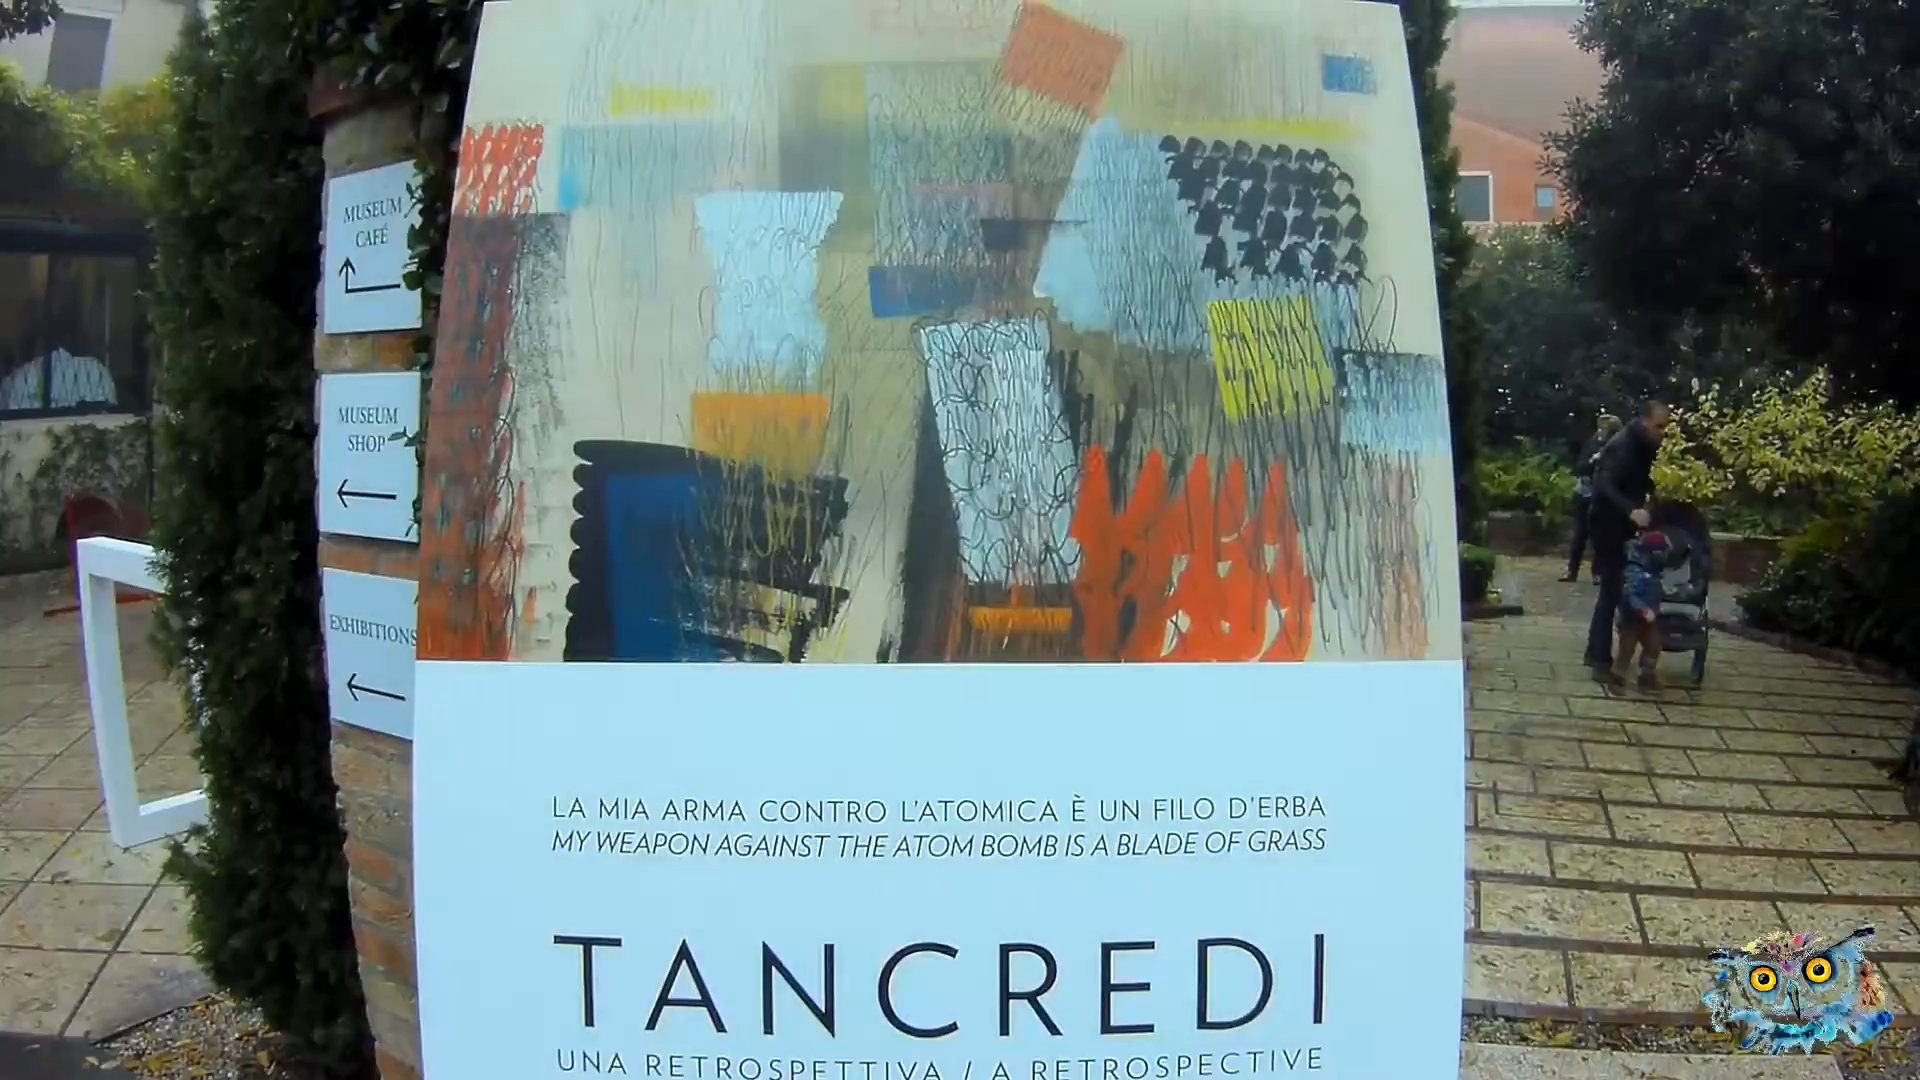 MUSEUM
CAFÉ
MUSEUM
SHOP
EXHIBITIONS
LA MIA ARMA CONTRO L'ATOMICA È UN FILO D'ERBA
MY WEAPON AGAINST THE ATOM BOMB IS A BLADE OF GRASS
TANCREDI
UNA RETROSPETTIVA / A RETROSPECTIVE